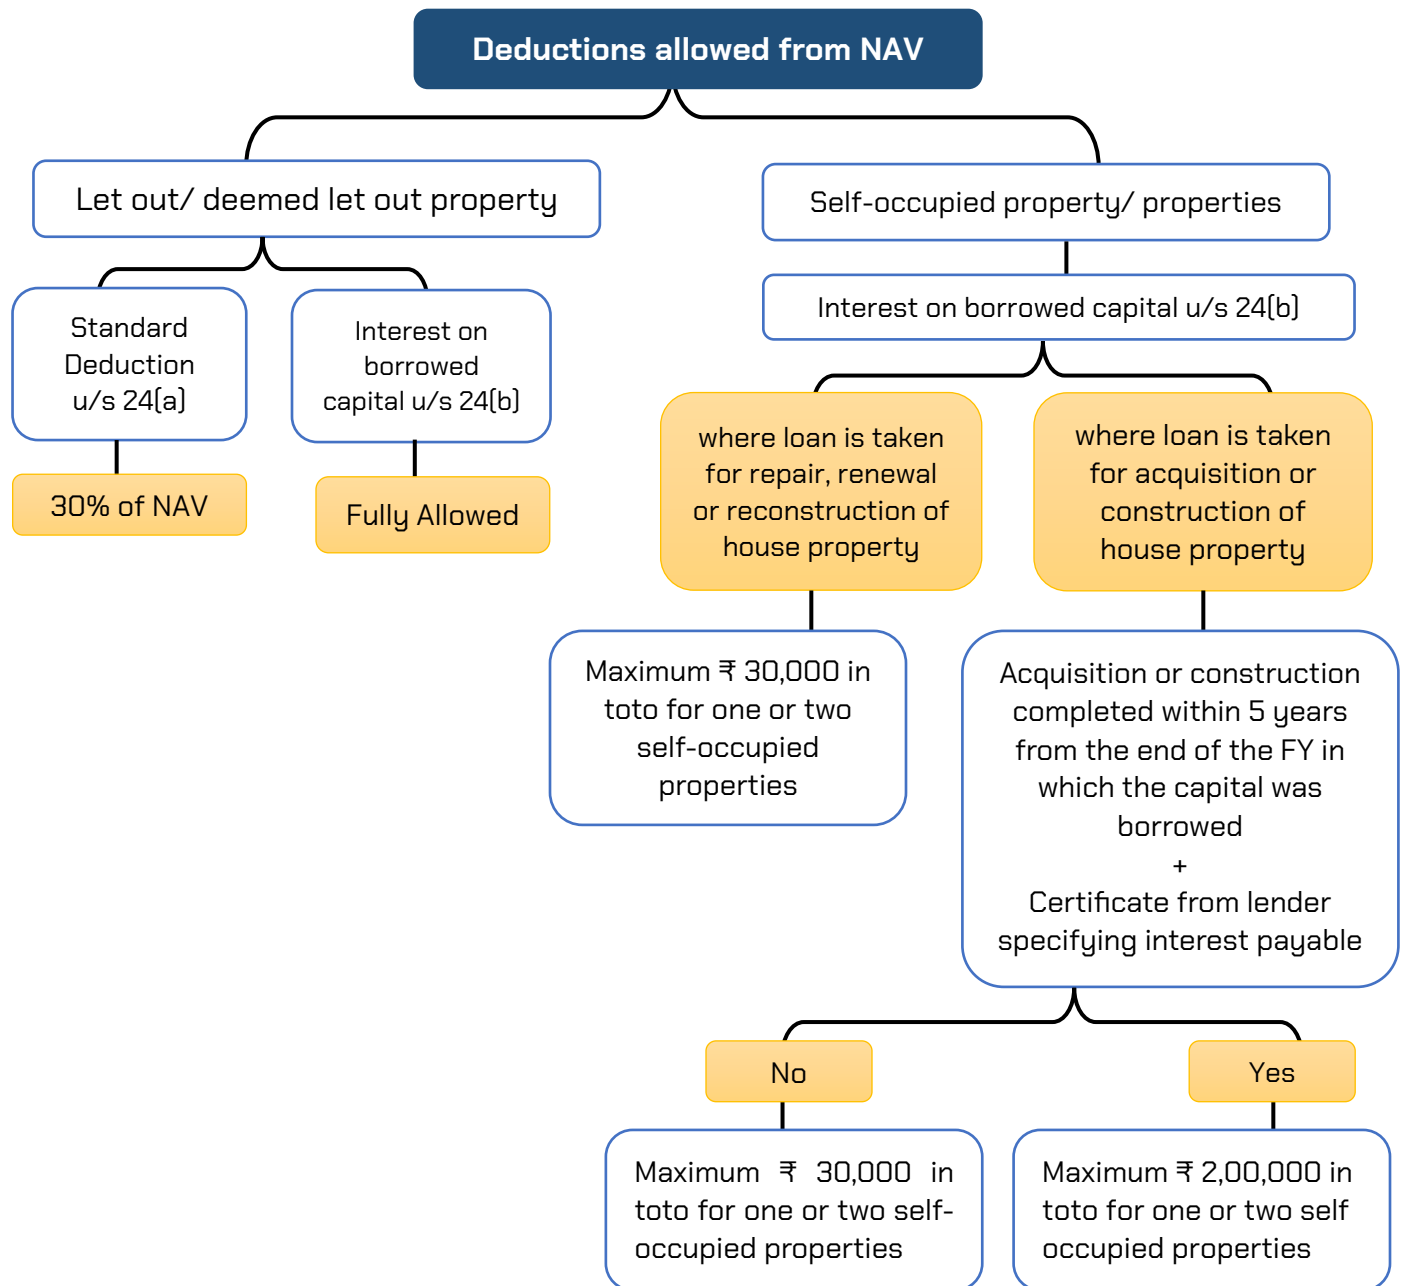 Deductions allowed from NAV
Let out/ deemed let out property
Self-occupied property/ properties
Standard
Deduction
u/s 24(a)
Interest on
borrowed
capital u/s 24(b)
Interest on borrowed capital u/s 24(b)
30% of NAV
Fully Allowed
where loan is taken
for repair, renewal
or reconstruction of
house property
where loan is taken
for acquisition or
construction of
house property
Maximum ₹ 30,000 in
toto for one or two
self-occupied
properties
Acquisition or construction
completed within 5 years
from the end of the FY in
which the capital was
borrowed
+
Certificate from lender
specifying interest payable
No
Yes
Maximum ₹ 30,000 in
toto for one or two self-
occupied properties
Maximum ₹ 2,00,000 in
toto for one or two self
occupied properties